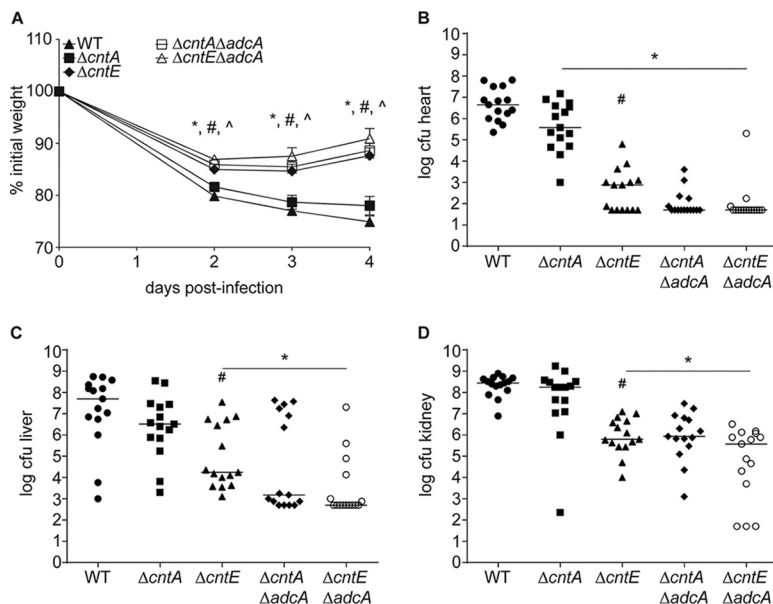 A
% initial weight
110
100
90
80
70
0
1
2
3
4
days post-infection
WT
ΔcntA
ΔcntE
ΔcntAΔadcA
ΔcntEΔadcA
*, #, ^
*, #, ^
*, #, ^
B
log cfu heart
10
9
8
7
6
5
4
3
2
1
0
*
#
WT
ΔcntA
ΔcntE
ΔcntA
ΔadcA
ΔcntE
ΔadcA
C
log cfu liver
10
9
8
7
6
5
4
3
2
1
0
*
#
WT
ΔcntA
ΔcntE
ΔcntA
ΔadcA
ΔcntE
ΔadcA
D
log cfu kidney
10
9
8
7
6
5
4
3
2
1
0
*
#
WT
ΔcntA
ΔcntE
ΔcntA
ΔadcA
ΔcntE
ΔadcA